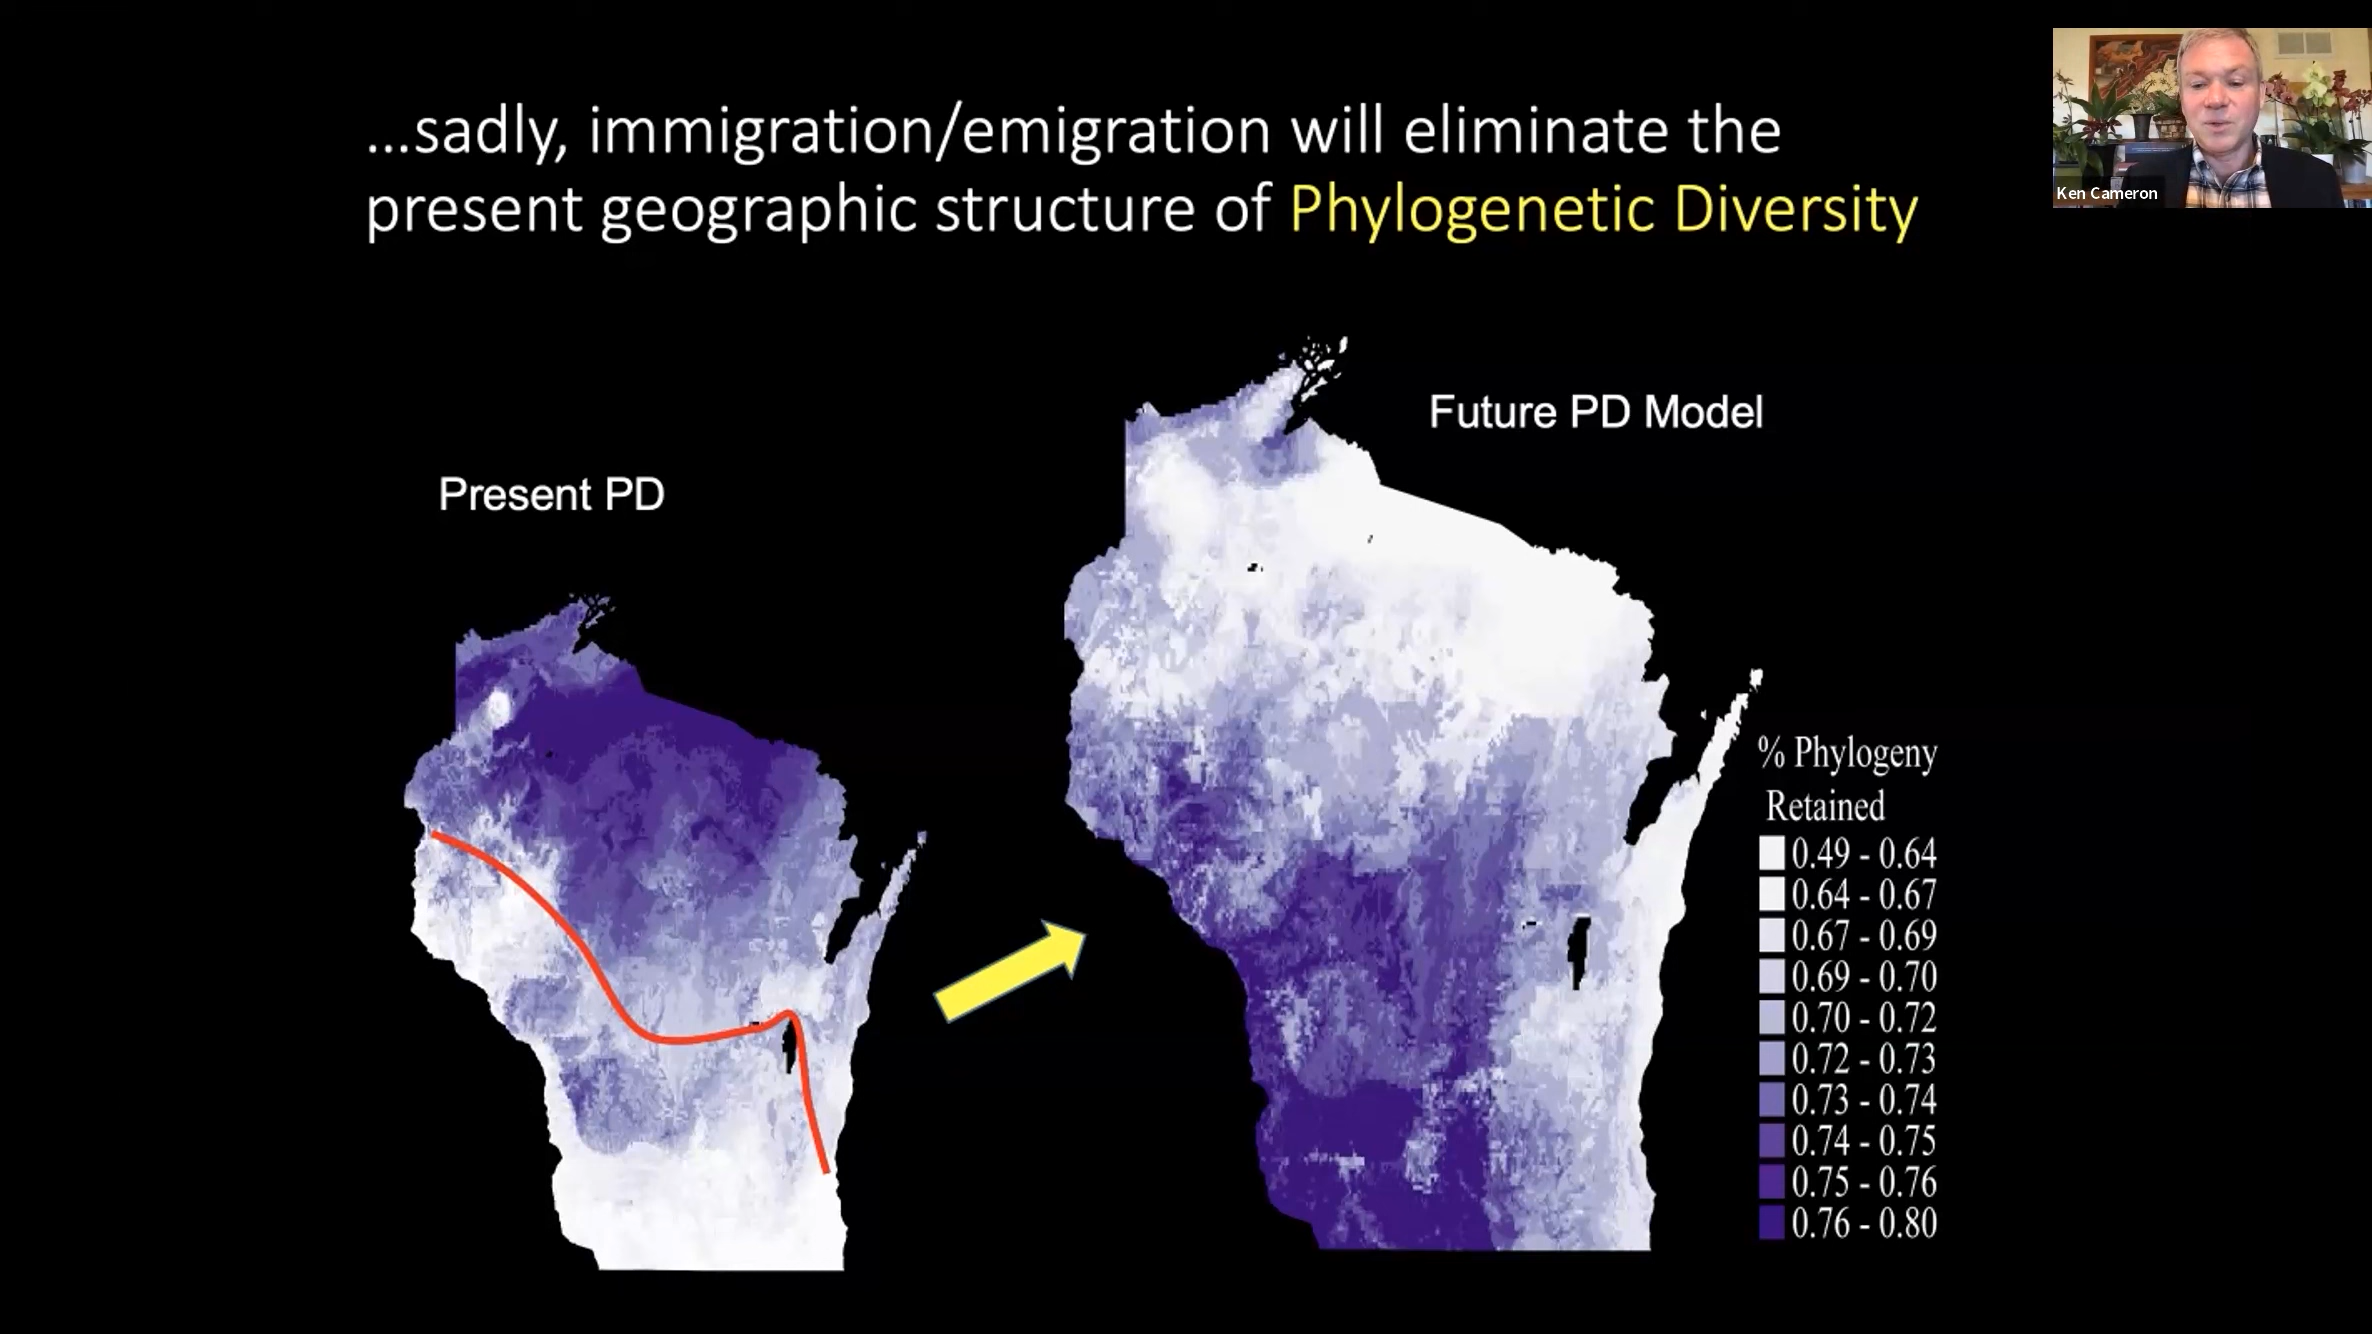 ...sadly, immigration/emigration will eliminate the
present geographic structure of Phylogenetic Diversity
Ken Cameron
Future PD Model
Present PD
% Phylogeny
Retained
0.49 - 0.64
0.64 - 0.67
0.67 - 0.69
0.69 - 0.70
0.70 - 0.72
0.72 - 0.73
0.73 - 0.74
0.74 - 0.75
0.75 - 0.76
0.76 - 0.80